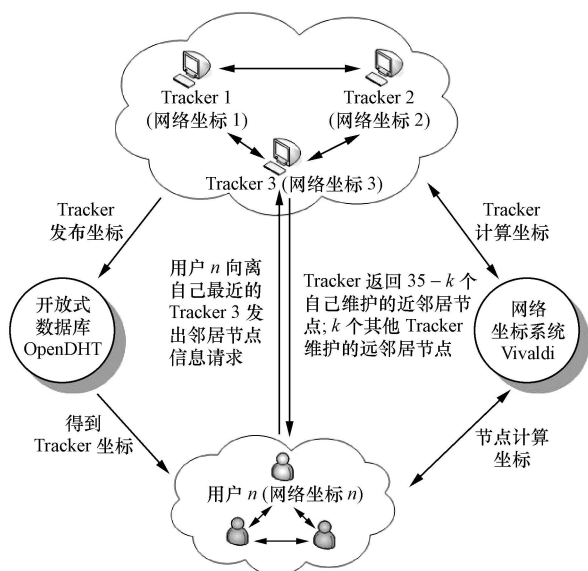 Tracker 1
(网络坐标 1)
Tracker 2
(网络坐标 2)
Tracker 3 (网络坐标 3)
Tracker
发布坐标
用户 n 向离
自己最近的
Tracker 3 发
出邻居节点
信息请求
Tracker 返回 35 − k 个
自己维护的近邻居节
点; k 个其他 Tracker
维护的远邻居节点
Tracker
计算坐标
开放式
数据库
OpenDHT
网络
坐标系统
Vivaldi
得到
Tracker 坐标
节点计算
坐标
用户 n (网络坐标 n)